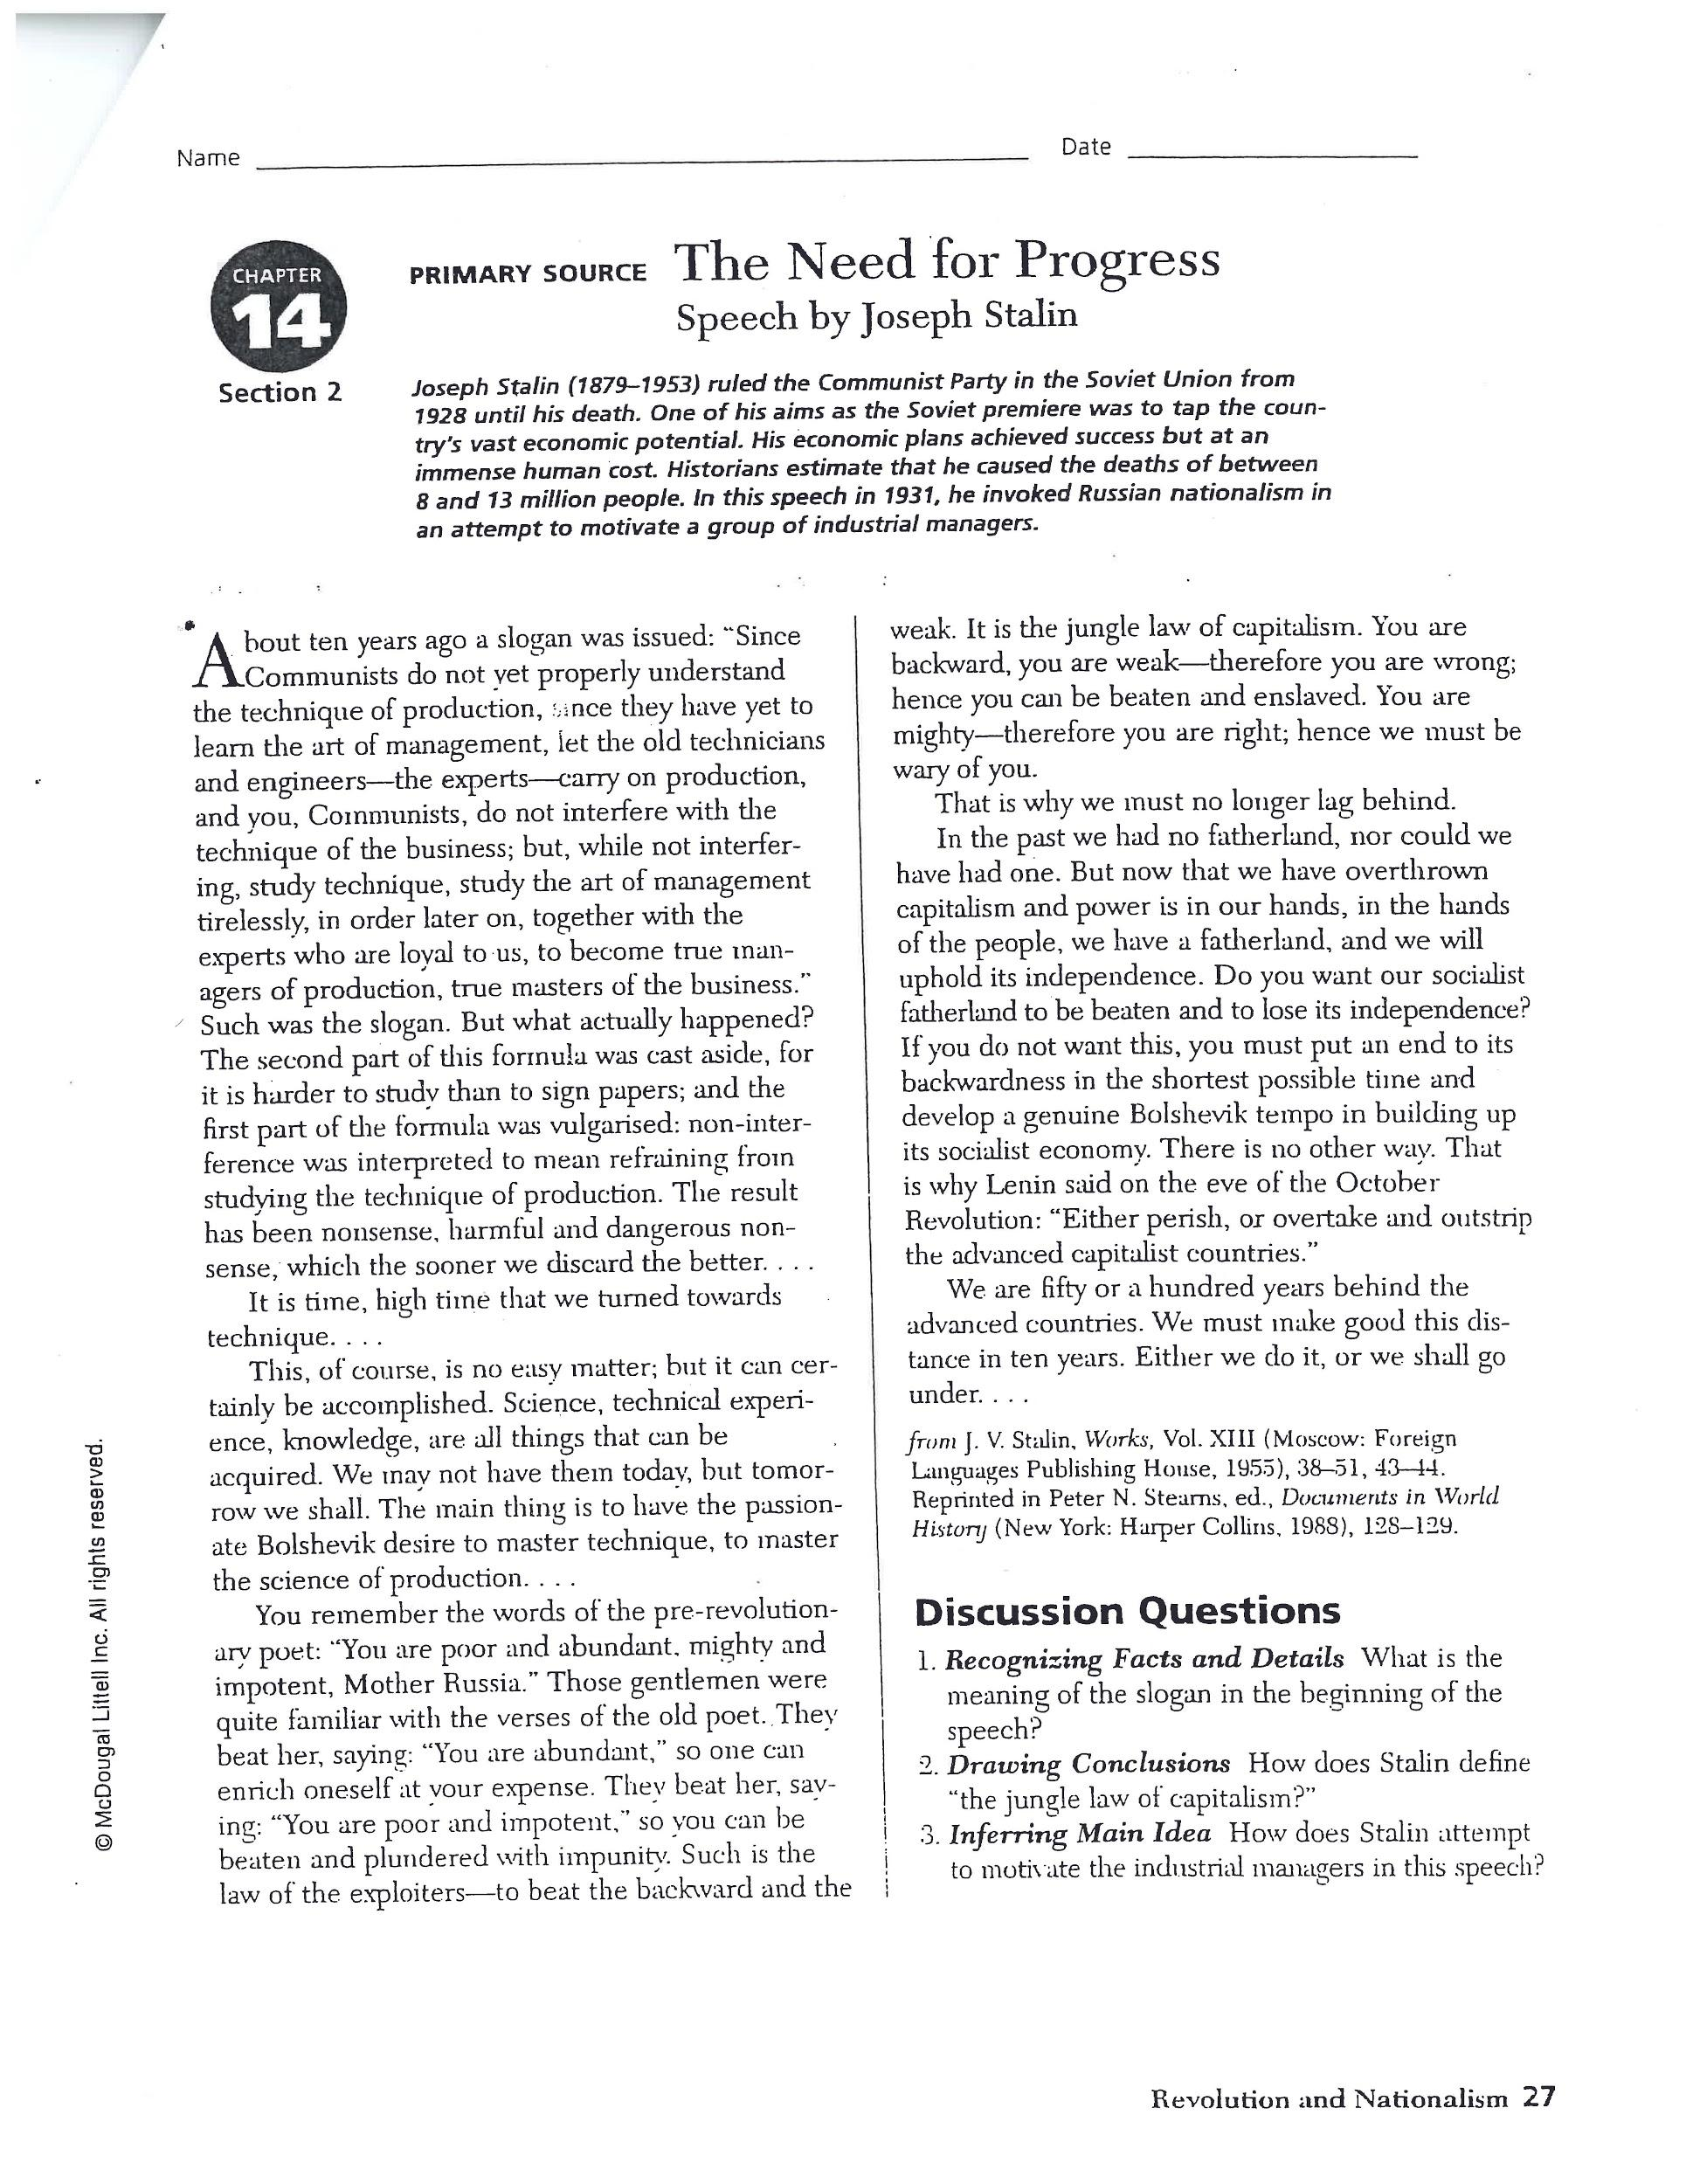 Name
Date
CHAPTER
14
Section 2
PRIMARY SOURCE The Need for Progress
Speech by Joseph Stalin
Joseph Stalin (1879–1953) ruled the Communist Party in the Soviet Union from
1928 until his death. One of his aims as the Soviet premiere was to tap the coun-
try's vast economic potential. His economic plans achieved success but at an
immense human cost. Historians estimate that he caused the deaths of between
8 and 13 million people. In this speech in 1931, he invoked Russian nationalism in
an attempt to motivate a group of industrial managers.
About ten years ago a slogan was issued: "Since
Communists do not yet properly understand
the technique of production, since they have yet to
learn the art of management, let the old technicians
and engineers—the experts—carry on production,
and you, Communists, do not interfere with the
technique of the business; but, while not interfer-
ing, study technique, study the art of management
tirelessly, in order later on, together with the
experts who are loyal to us, to become true man-
agers of production, true masters of the business."
Such was the slogan. But what actually happened?
The second part of this formula was cast aside, for
it is harder to study than to sign papers; and the
first part of the formula was vulgarised: non-inter-
ference was interpreted to mean refraining from
studying the technique of production. The result
has been nonsense, harmful and dangerous non-
sense, which the sooner we discard the better. . . .
It is time, high time that we turned towards
technique. . . .
This, of course, is no easy matter; but it can cer-
tainly be accomplished. Science, technical experi-
ence, knowledge, are all things that can be
acquired. We may not have them today, but tomor-
row we shall. The main thing is to have the passion-
ate Bolshevik desire to master technique, to master
the science of production. . . .
You remember the words of the pre-revolution-
ary poet: "You are poor and abundant, mighty and
impotent, Mother Russia." Those gentlemen were
quite familiar with the verses of the old poet. They
beat her, saying: "You are abundant," so one can
enrich oneself at your expense. They beat her, say-
ing: "You are poor and impotent," so you can be
beaten and plundered with impunity. Such is the
law of the exploiters—to beat the backward and the
weak. It is the jungle law of capitalism. You are
backward, you are weak—therefore you are wrong;
hence you can be beaten and enslaved. You are
mighty—therefore you are right; hence we must be
wary of you.
That is why we must no longer lag behind.
In the past we had no fatherland, nor could we
have had one. But now that we have overthrown
capitalism and power is in our hands, in the hands
of the people, we have a fatherland, and we will
uphold its independence. Do you want our socialist
fatherland to be beaten and to lose its independence?
If you do not want this, you must put an end to its
backwardness in the shortest possible time and
develop a genuine Bolshevik tempo in building up
its socialist economy. There is no other way. That
is why Lenin said on the eve of the October
Revolution: "Either perish, or overtake and outstrip
the advanced capitalist countries."
We are fifty or a hundred years behind the
advanced countries. We must make good this dis-
tance in ten years. Either we do it, or we shall go
under. . . .
from J. V. Stalin, Works, Vol. XIII (Moscow: Foreign
Languages Publishing House, 1955), 38–51, 43–44.
Reprinted in Peter N. Stearns, ed., Documents in World
History (New York: Harper Collins, 1988), 128–129.
Discussion Questions
1. Recognizing Facts and Details What is the
meaning of the slogan in the beginning of the
speech?
2. Drawing Conclusions How does Stalin define
"the jungle law of capitalism?"
3. Inferring Main Idea How does Stalin attempt
to motivate the industrial managers in this speech?
© McDougal Littell Inc. All rights reserved.
Revolution and Nationalism 27